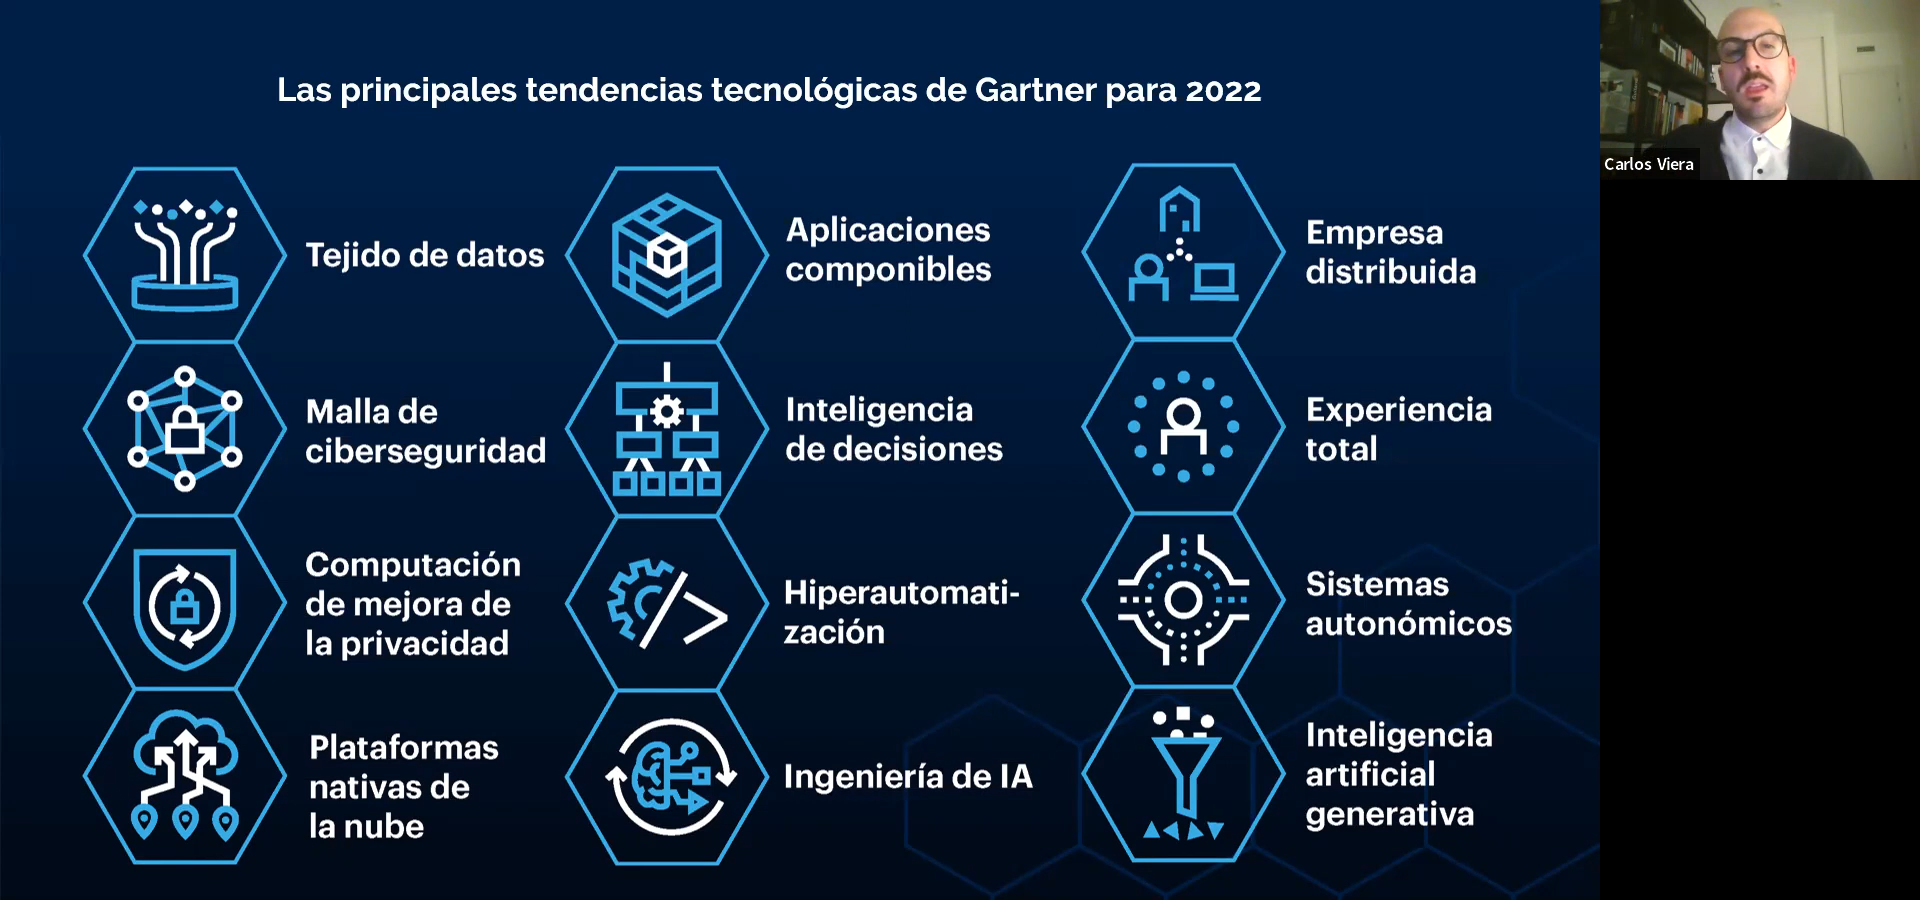 Las principales tendencias tecnológicas de Gartner para 2022
Tejido de datos
Malla de
ciberseguridad
Computación
de mejora de
la privacidad
Plataformas
nativas de
la nube
Aplicaciones
componibles
Inteligencia
de decisiones
Hiperautomati-
zación
Ingeniería de IA
Empresa
distribuida
Experiencia
total
Sistemas
autonómicos
Inteligencia
artificial
generativa
Carlos Viera